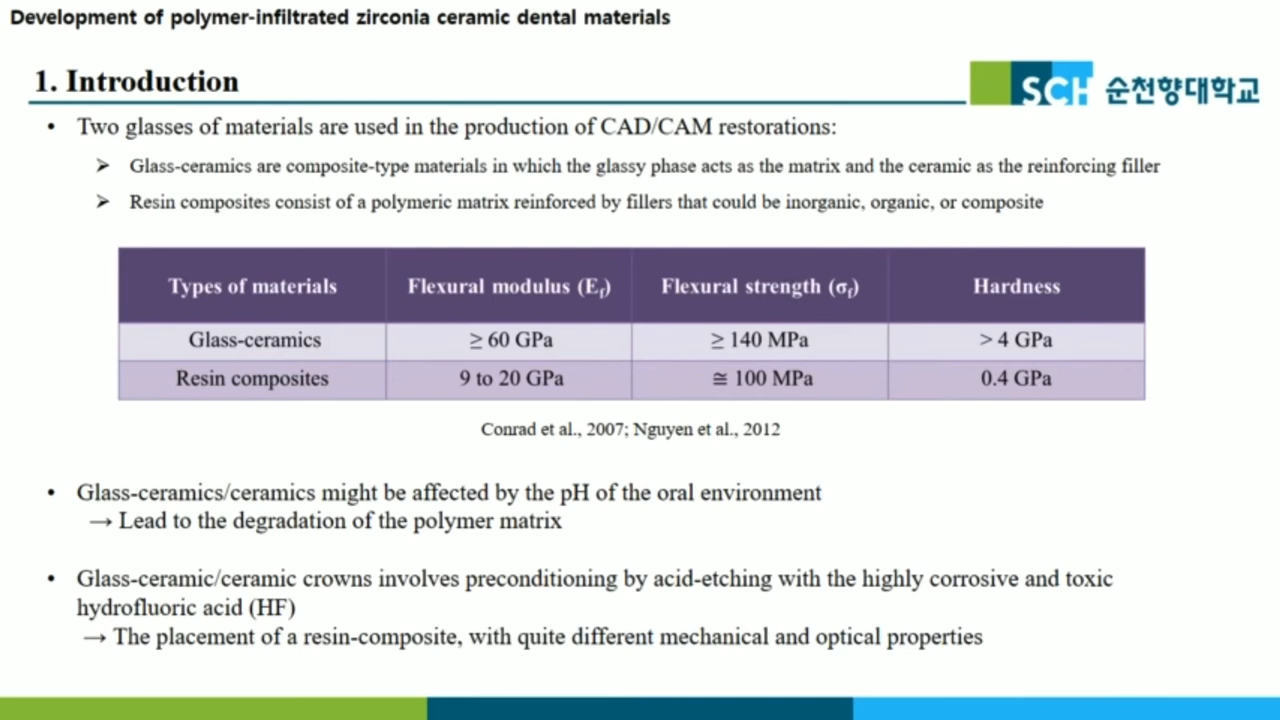 Development of polymer-infiltrated zirconia ceramic dental materials
1. Introduction
SCH 순천향대학교
• Two glasses of materials are used in the production of CAD/CAM restorations:
➢ Glass-ceramics are composite-type materials in which the glassy phase acts as the matrix and the ceramic as the reinforcing filler
➢ Resin composites consist of a polymeric matrix reinforced by fillers that could be inorganic, organic, or composite
Types of materials Flexural modulus (Ef) Flexural strength (σf) Hardness
Glass-ceramics ≥ 60 GPa ≥ 140 MPa > 4 GPa
Resin composites 9 to 20 GPa ≅ 100 MPa 0.4 GPa
Conrad et al., 2007; Nguyen et al., 2012
• Glass-ceramics/ceramics might be affected by the pH of the oral environment
→ Lead to the degradation of the polymer matrix
• Glass-ceramic/ceramic crowns involves preconditioning by acid-etching with the highly corrosive and toxic
hydrofluoric acid (HF)
→ The placement of a resin-composite, with quite different mechanical and optical properties